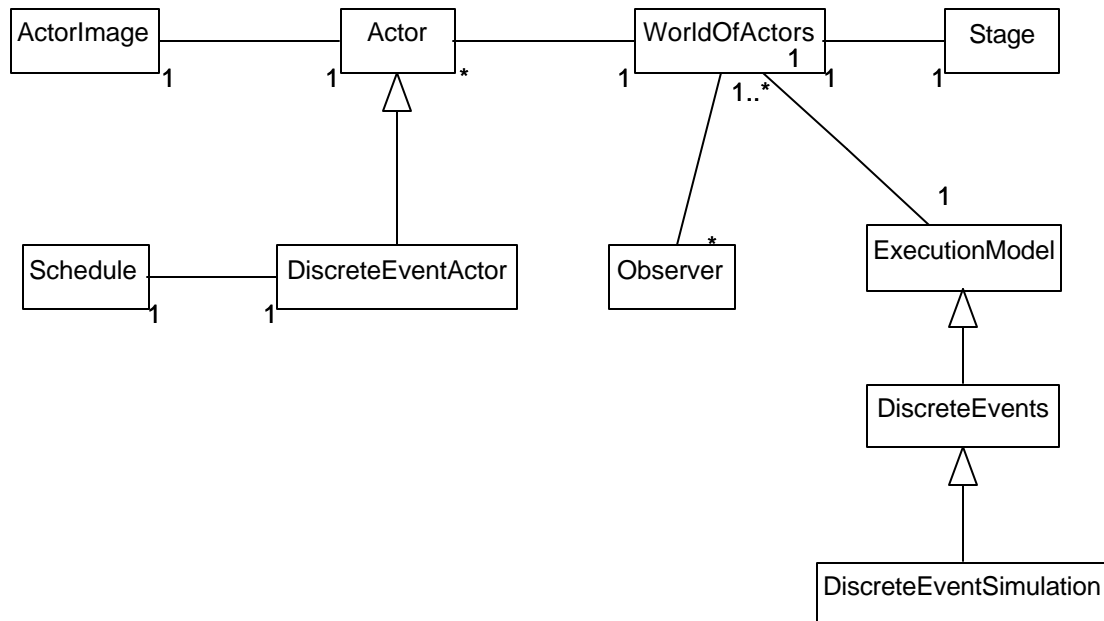 ActorImage
Actor
WorldOfActors
Stage
1
1
*
1
1
1
1
1..*
1
*
Schedule
DiscreteEventActor
Observer
ExecutionModel
1
1
DiscreteEvents
DiscreteEventSimulation